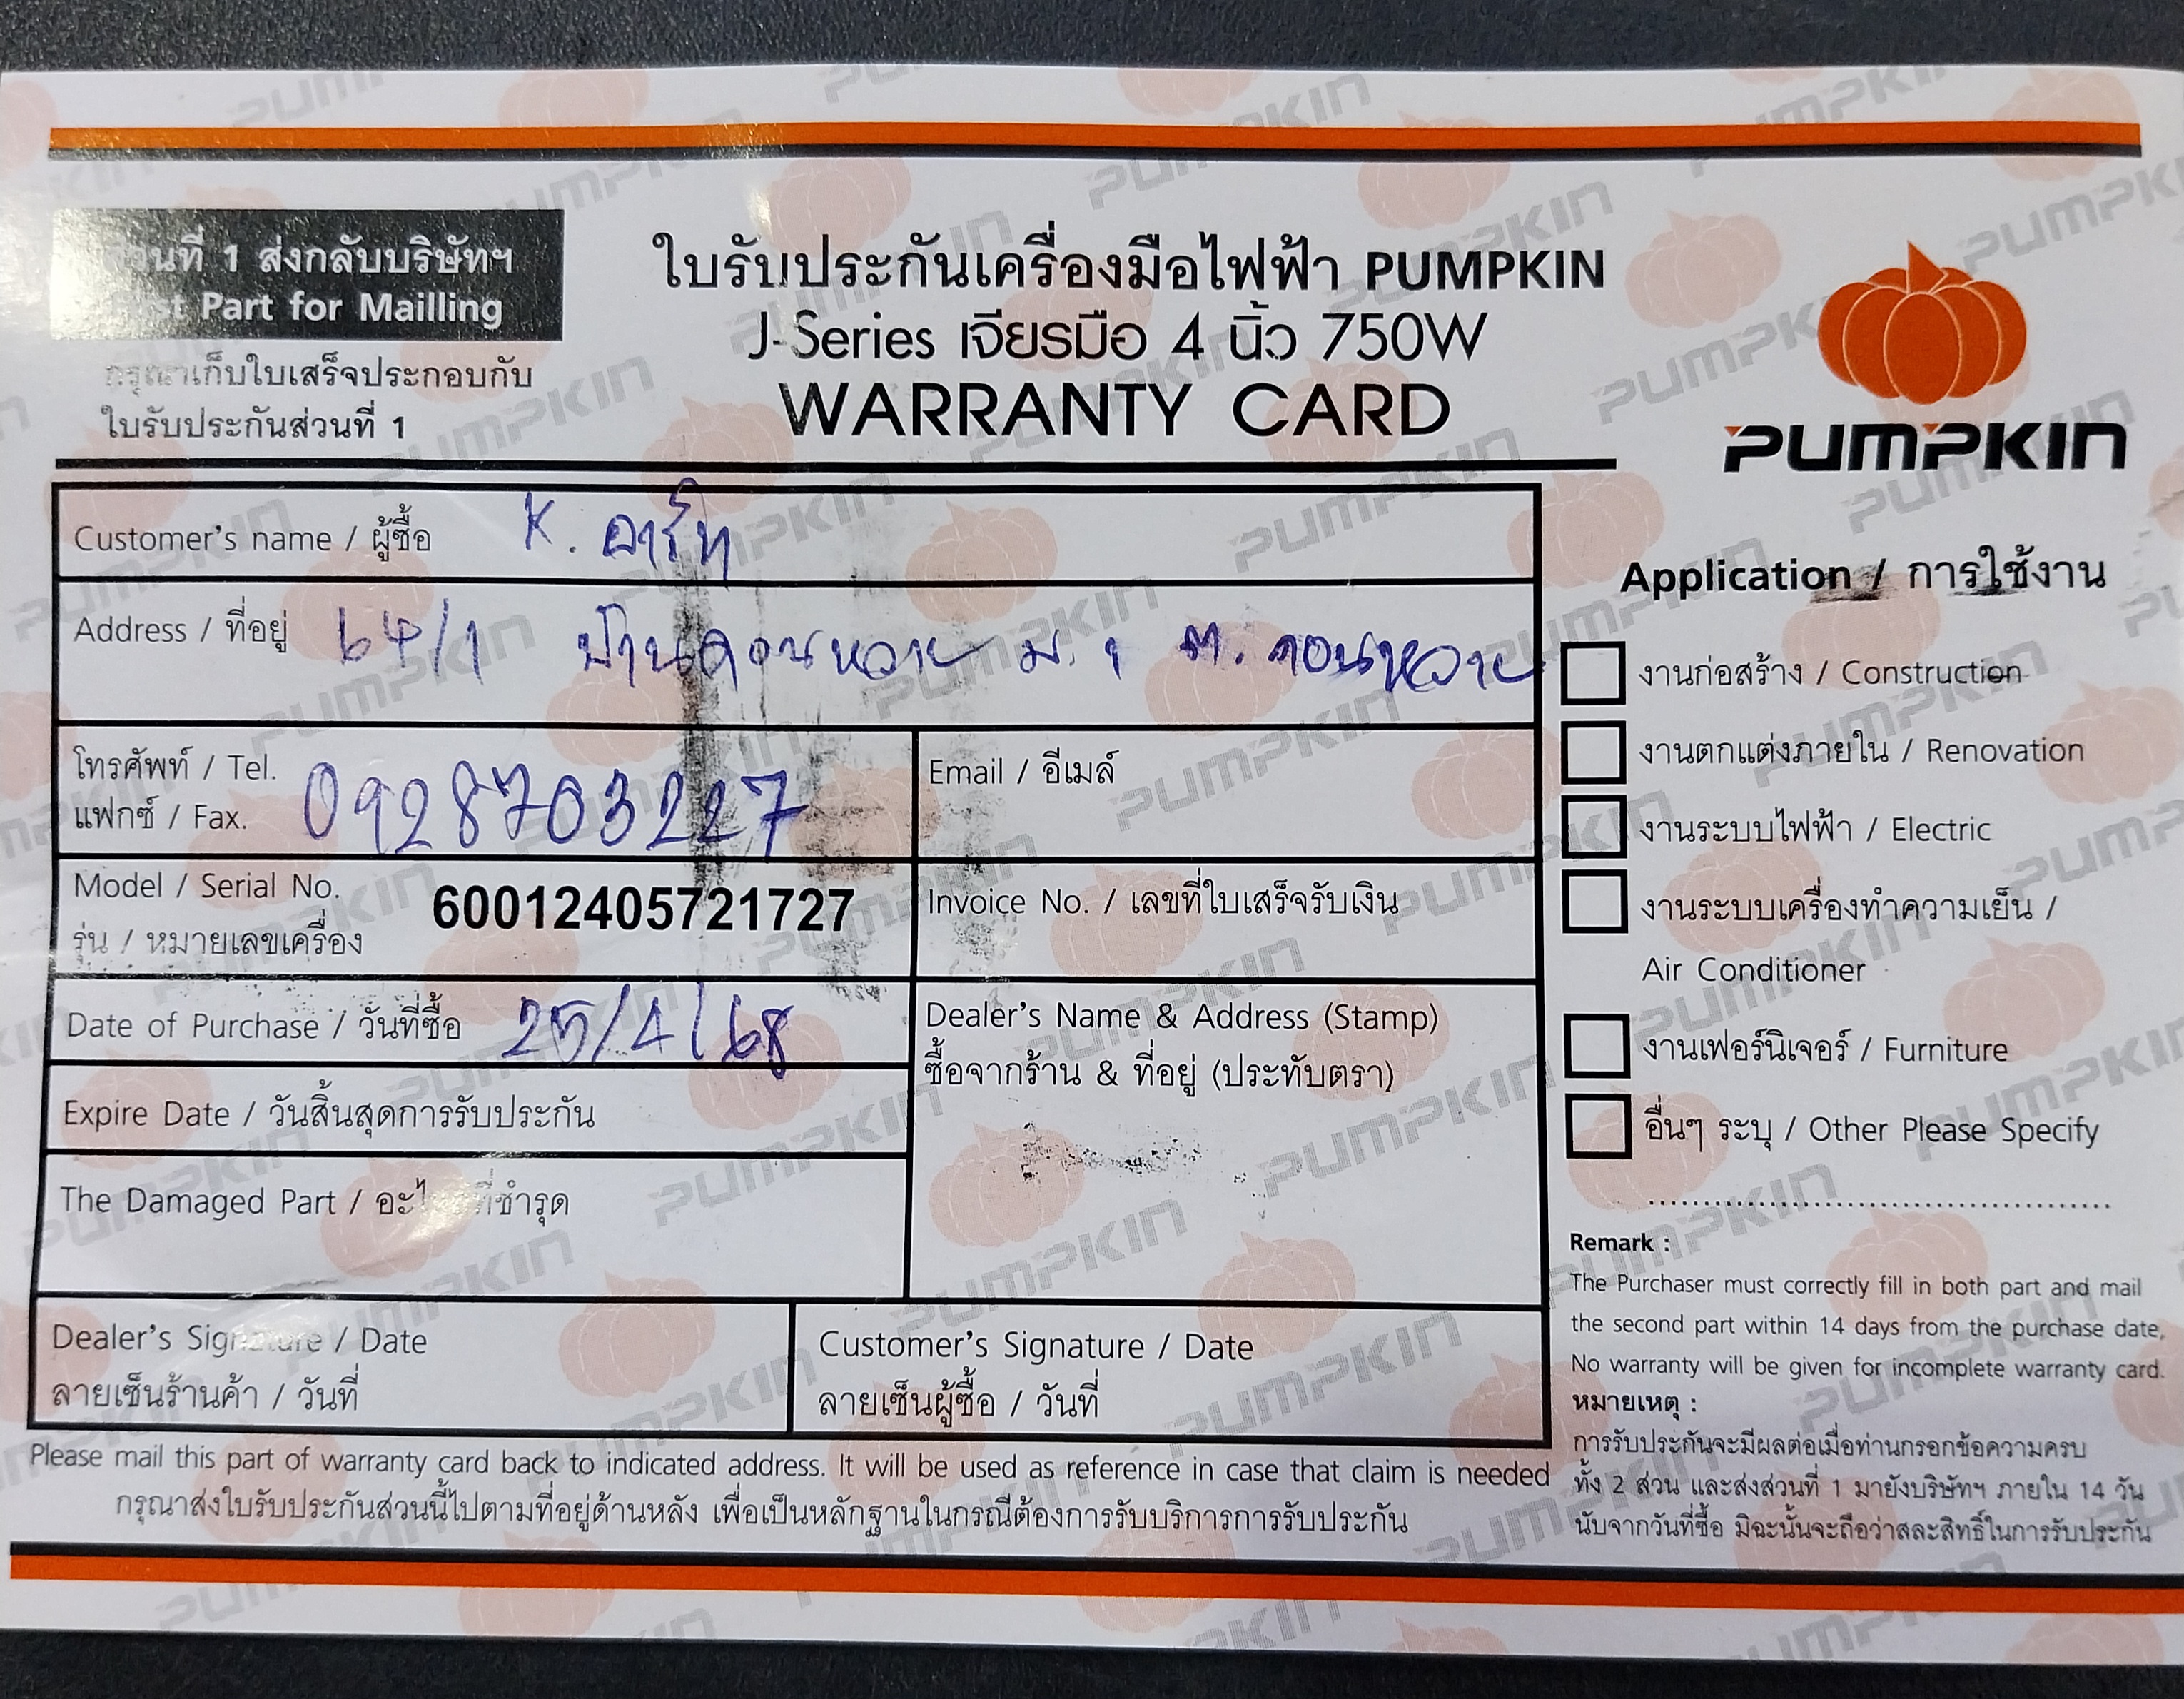 ส่วนที่ 1 ส่งกลับบริษัทฯ
First Part for Mailling
กรุณาเก็บใบเสร็จประกอบกับ
ใบรับประกันส่วนที่ 1
ใบรับประกันเครื่องมือไฟฟ้า PUMPKIN
J-Series เจียรมือ 4 นิ้ว 750W
WARRANTY CARD
PUMPKIN
Customer's name / ผู้ซื้อ K. อาร์ท
Address / ที่อยู่ 64/1 บ้านดอนหวาย ม. 1 ต. ดอนหวาย
โทรศัพท์ / Tel. 0928703227
แฟกซ์ / Fax.
Email / อีเมล์
Model / Serial No. 60012405721727
รุ่น / หมายเลขเครื่อง
Invoice No. / เลขที่ใบเสร็จรับเงิน
Date of Purchase / วันที่ซื้อ 25/4/68
Expire Date / วันสิ้นสุดการรับประกัน
The Damaged Part / อะไหล่ที่ชำรุด
Dealer's Name & Address (Stamp)
ซื้อจากร้าน & ที่อยู่ (ประทับตรา)
Dealer's Signature / Date
ลายเซ็นร้านค้า / วันที่
Customer's Signature / Date
ลายเซ็นผู้ซื้อ / วันที่
Please mail this part of warranty card back to indicated address. It will be used as reference in case that claim is needed
กรุณาส่งใบรับประกันส่วนนี้ไปตามที่อยู่ด้านหลัง เพื่อเป็นหลักฐานในกรณีต้องการรับบริการการรับประกัน
Application / การใช้งาน
งานก่อสร้าง / Construction
งานตกแต่งภายใน / Renovation
งานระบบไฟฟ้า / Electric
งานระบบเครื่องทำความเย็น /
Air Conditioner
งานเฟอร์นิเจอร์ / Furniture
อื่นๆ ระบุ / Other Please Specify
Remark :
The Purchaser must correctly fill in both part and mail
the second part within 14 days from the purchase date,
No warranty will be given for incomplete warranty card.
หมายเหตุ :
การรับประกันจะมีผลต่อเมื่อท่านกรอกข้อความครบ
ทั้ง 2 ส่วน และส่งส่วนที่ 1 มายังบริษัทฯ ภายใน 14 วัน
นับจากวันที่ซื้อ มิฉะนั้นจะถือว่าสละสิทธิ์ในการรับประกัน